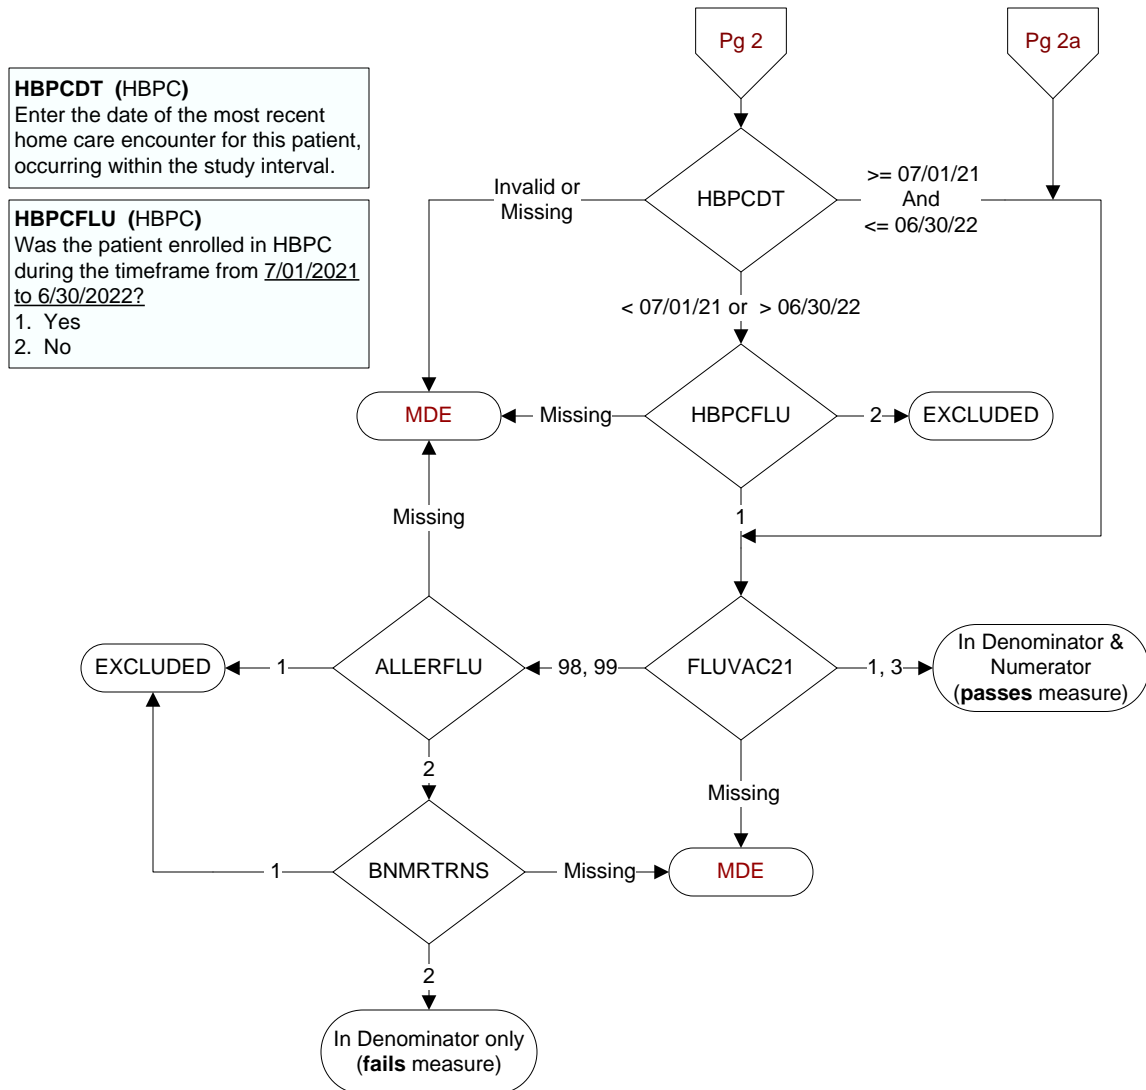 Pg 2
Pg 2a
HBPCDT (HBPC)
Enter the date of the most recent
home care encounter for this patient,
occurring within the study interval.
HBPCFLU (HBPC)
Was the patient enrolled in HBPC
during the timeframe from 7/01/2021
to 6/30/2022?
1. Yes
2. No
Invalid or
Missing
HBPCDT
>= 07/01/21
And
<= 06/30/22
< 07/01/21 or > 06/30/22
MDE
Missing
HBPCFLU
2
EXCLUDED
Missing
1
EXCLUDED
1
ALLERFLU
98, 99
FLUVAC21
1, 3
In Denominator &
Numerator
(passes measure)
2
Missing
1
BNMRTRNS
Missing
MDE
2
In Denominator only
(fails measure)